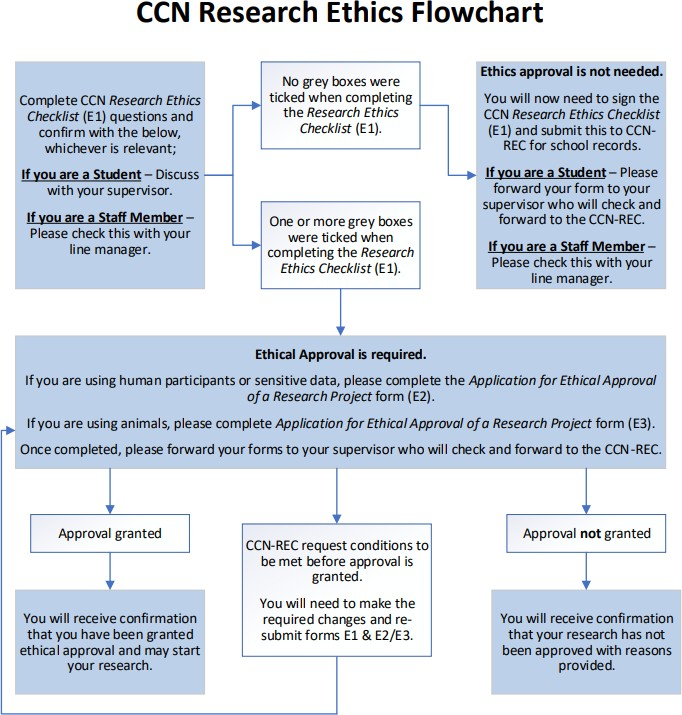 CCN Research Ethics Flowchart
Complete CCN Research Ethics
Checklist (E1) questions and
confirm with the below,
whichever is relevant;
If you are a Student – Discuss
with your supervisor.
If you are a Staff Member –
Please check this with your
line manager.
No grey boxes were
ticked when completing
the Research Ethics
Checklist (E1).
One or more grey boxes
were ticked when
completing the Research
Ethics Checklist (E1).
Ethics approval is not needed.
You will now need to sign the
CCN Research Ethics Checklist
(E1) and submit this to CCN-
REC for school records.
If you are a Student – Please
forward your form to your
supervisor who will check and
forward to the CCN-REC.
If you are a Staff Member –
Please check this with your
line manager.
Ethical Approval is required.
If you are using human participants or sensitive data, please complete the Application for Ethical Approval
of a Research Project form (E2).
If you are using animals, please complete Application for Ethical Approval of a Research Project form (E3).
Once completed, please forward your forms to your supervisor who will check and forward to the CCN-REC.
Approval granted
You will receive confirmation
that you have been granted
ethical approval and may start
your research.
CCN-REC request conditions to
be met before approval is
granted.
You will need to make the
required changes and re-
submit forms E1 & E2/E3.
Approval not granted
You will receive confirmation
that your research has not
been approved with reasons
provided.